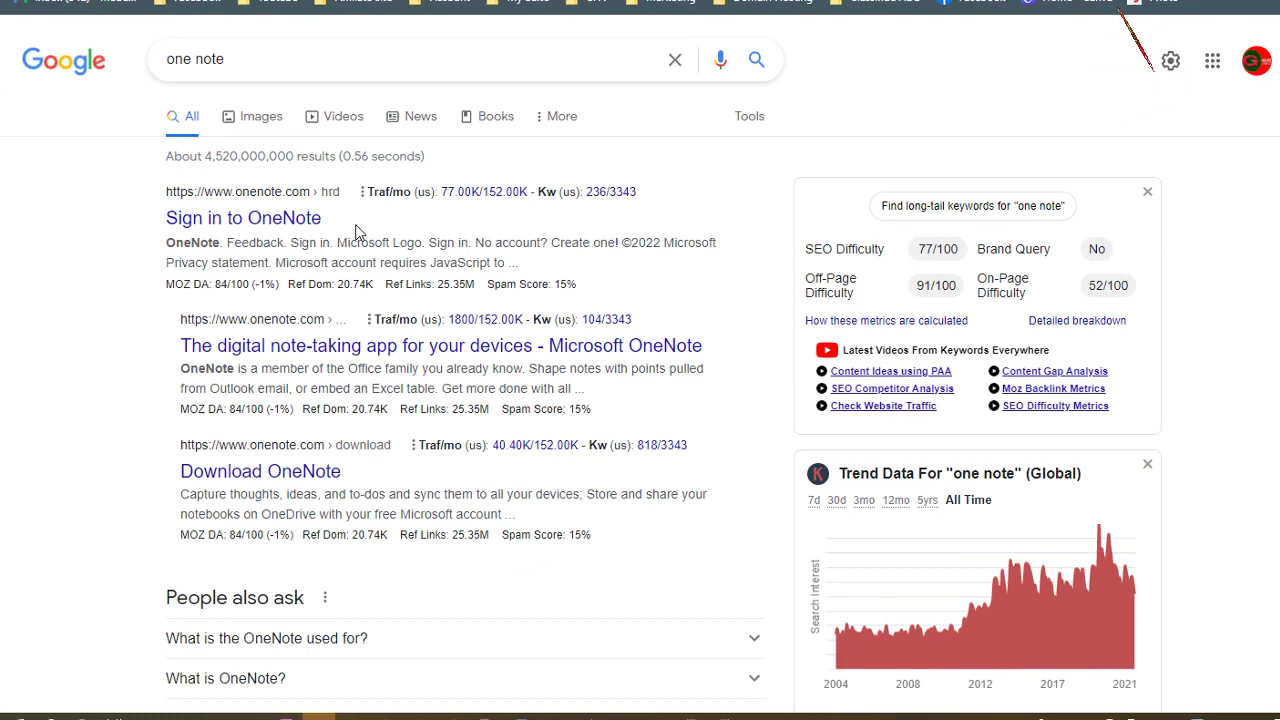 Google
one note
All
Images
Videos
News
Books
More
Tools
About 4,520,000,000 results (0.56 seconds)
https://www.onenote.com › hrd
Traf/mo (us): 77.00K/152.00K - Kw (us): 236/3343
Sign in to OneNote
OneNote. Feedback. Sign in. Microsoft Logo. Sign in. No account? Create one! ©2022 Microsoft
Privacy statement. Microsoft account requires JavaScript to ...
MOZ DA: 84/100 (-1%) Ref Dom: 20.74K Ref Links: 25.35M Spam Score: 15%
https://www.onenote.com › ...
Traf/mo (us): 1800/152.00K - Kw (us): 104/3343
The digital note-taking app for your devices - Microsoft OneNote
OneNote is a member of the Office family you already know. Shape notes with points pulled
from Outlook email, or embed an Excel table. Get more done with all ...
MOZ DA: 84/100 (-1%) Ref Dom: 20.74K Ref Links: 25.35M Spam Score: 15%
https://www.onenote.com › download
Traf/mo (us): 40.40K/152.00K - Kw (us): 818/3343
Download OneNote
Capture thoughts, ideas, and to-dos and sync them to all your devices; Store and share your
notebooks on OneDrive with your free Microsoft account ...
MOZ DA: 84/100 (-1%) Ref Dom: 20.74K Ref Links: 25.35M Spam Score: 15%
People also ask
What is the OneNote used for?
What is OneNote?
Find long-tail keywords for "one note"
SEO Difficulty 77/100 Brand Query No
Off-Page Difficulty 91/100 On-Page Difficulty 52/100
How these metrics are calculated
Detailed breakdown
Latest Videos From Keywords Everywhere
Content Ideas using PAA
Content Gap Analysis
SEO Competitor Analysis
Moz Backlink Metrics
Check Website Traffic
SEO Difficulty Metrics
K
Trend Data For "one note" (Global)
7d 30d 3mo 12mo 5yrs All Time
Search Interest
2004 2008 2012 2017 2021